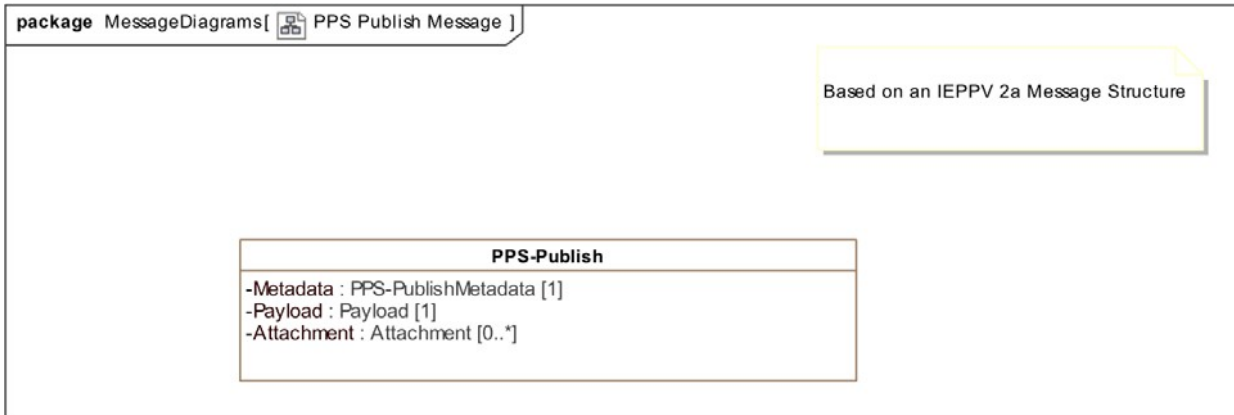 package MessageDiagrams[ PPS Publish Message ]
Based on an IEPPV 2a Message Structure
PPS-Publish
-Metadata : PPS-PublishMetadata [1]
-Payload : Payload [1]
-Attachment : Attachment [0..*]